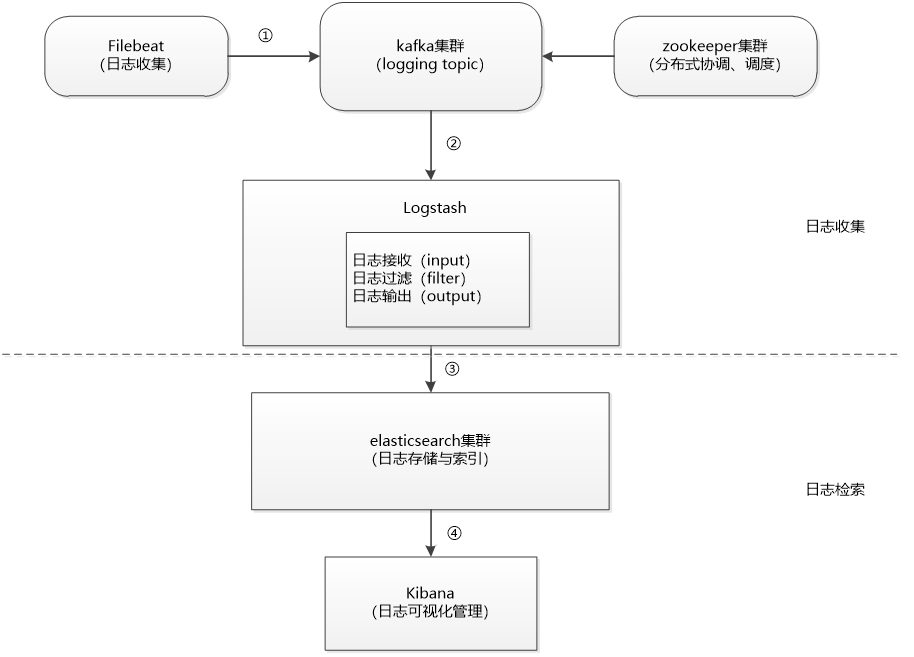 Filebeat
（日志收集）
①
kafka集群
（logging topic）
zookeeper集群
（分布式协调、调度）
②
Logstash
日志接收（input）
日志过滤（filter）
日志输出（output）
日志收集
③
elasticsearch集群
（日志存储与索引）
日志检索
④
Kibana
（日志可视化管理）